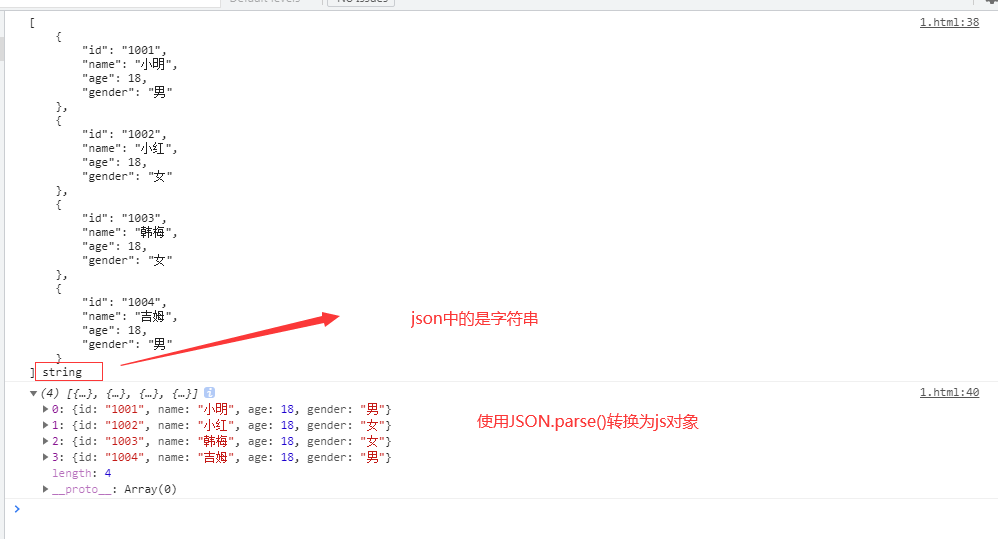 Default levels
No Issues
[ 1.html:38
{
"id": "1001",
"name": "小明",
"age": 18,
"gender": "男"
},
{
"id": "1002",
"name": "小红",
"age": 18,
"gender": "女"
},
{
"id": "1003",
"name": "韩梅",
"age": 18,
"gender": "女"
},
{
"id": "1004",
"name": "吉姆",
"age": 18,
"gender": "男"
}
] string
json中的是字符串
(4) [{…}, {…}, {…}, {…}] i 1.html:40
0: {id: "1001", name: "小明", age: 18, gender: "男"}
1: {id: "1002", name: "小红", age: 18, gender: "女"}
2: {id: "1003", name: "韩梅", age: 18, gender: "女"}
3: {id: "1004", name: "吉姆", age: 18, gender: "男"}
length: 4
__proto__: Array(0)
使用JSON.parse()转换为js对象
>